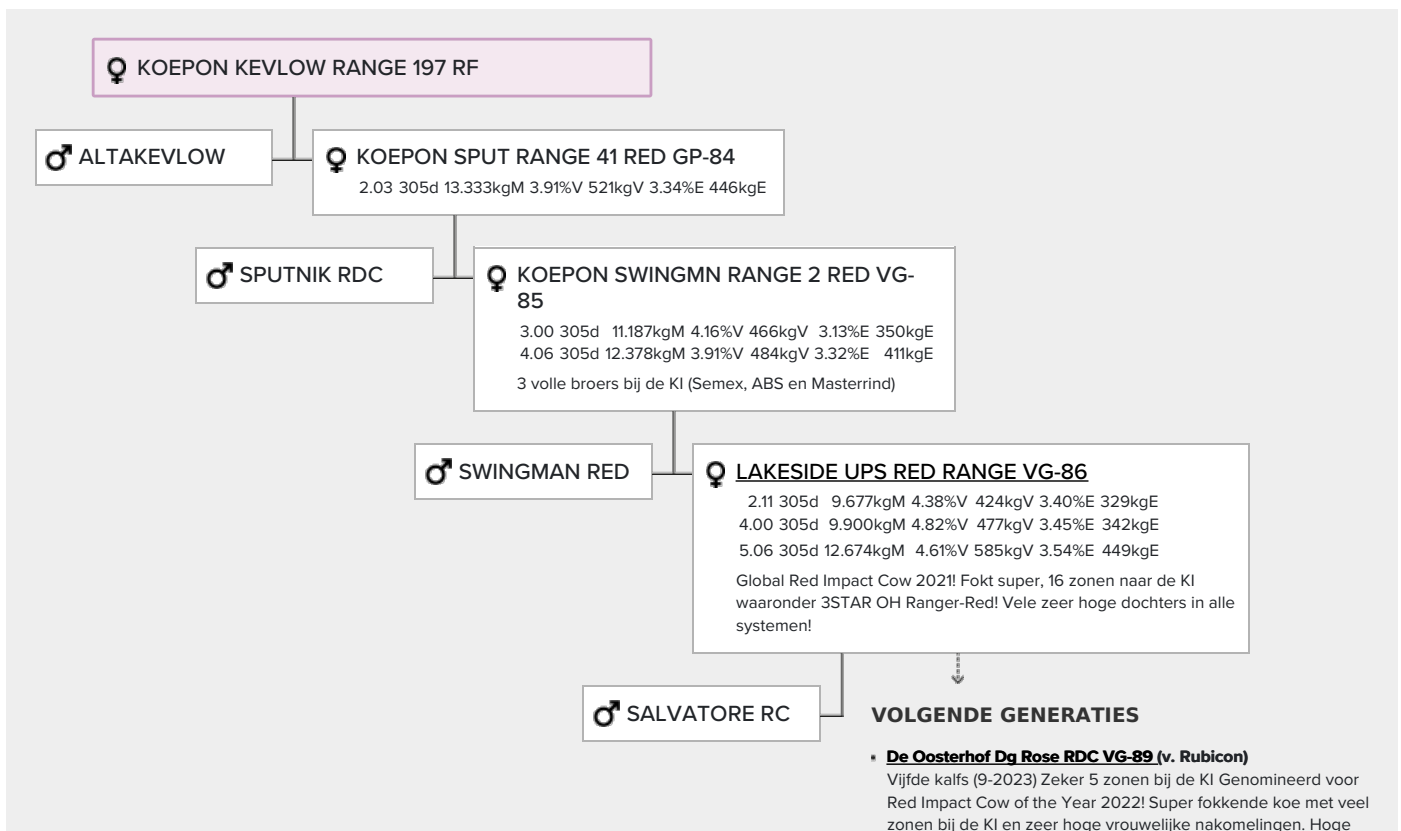 KOEPON KEVLOW RANGE 197 RF
ALTAKEVLOW
KOEPON SPUT RANGE 41 RED GP-84
2.03 305d 13.333kgM 3.91%V 521kgV 3.34%E 446kgE
SPUTNIK RDC
KOEPON SWINGMN RANGE 2 RED VG-
85
3.00 305d 11.187kgM 4.16%V 466kgV 3.13%E 350kgE
4.06 305d 12.378kgM 3.91%V 484kgV 3.32%E 411kgE
3 volle broers bij de KI (Semex, ABS en Masterrind)
SWINGMAN RED
LAKESIDE UPS RED RANGE VG-86
2.11 305d 9.677kgM 4.38%V 424kgV 3.40%E 329kgE
4.00 305d 9.900kgM 4.82%V 477kgV 3.45%E 342kgE
5.06 305d 12.674kgM 4.61%V 585kgV 3.54%E 449kgE
Global Red Impact Cow 2021! Fokt super, 16 zonen naar de KI
waaronder 3STAR OH Ranger-Red! Vele zeer hoge dochters in alle
systemen!
SALVATORE RC
VOLGENDE GENERATIES
De Oosterhof Dg Rose RDC VG-89 (v. Rubicon)
Vijfde kalfs (9-2023) Zeker 5 zonen bij de KI Genomineerd voor
Red Impact Cow of the Year 2022! Super fokkende koe met veel
zonen bij de KI en zeer hoge vrouwelijke nakomelingen. Hoge